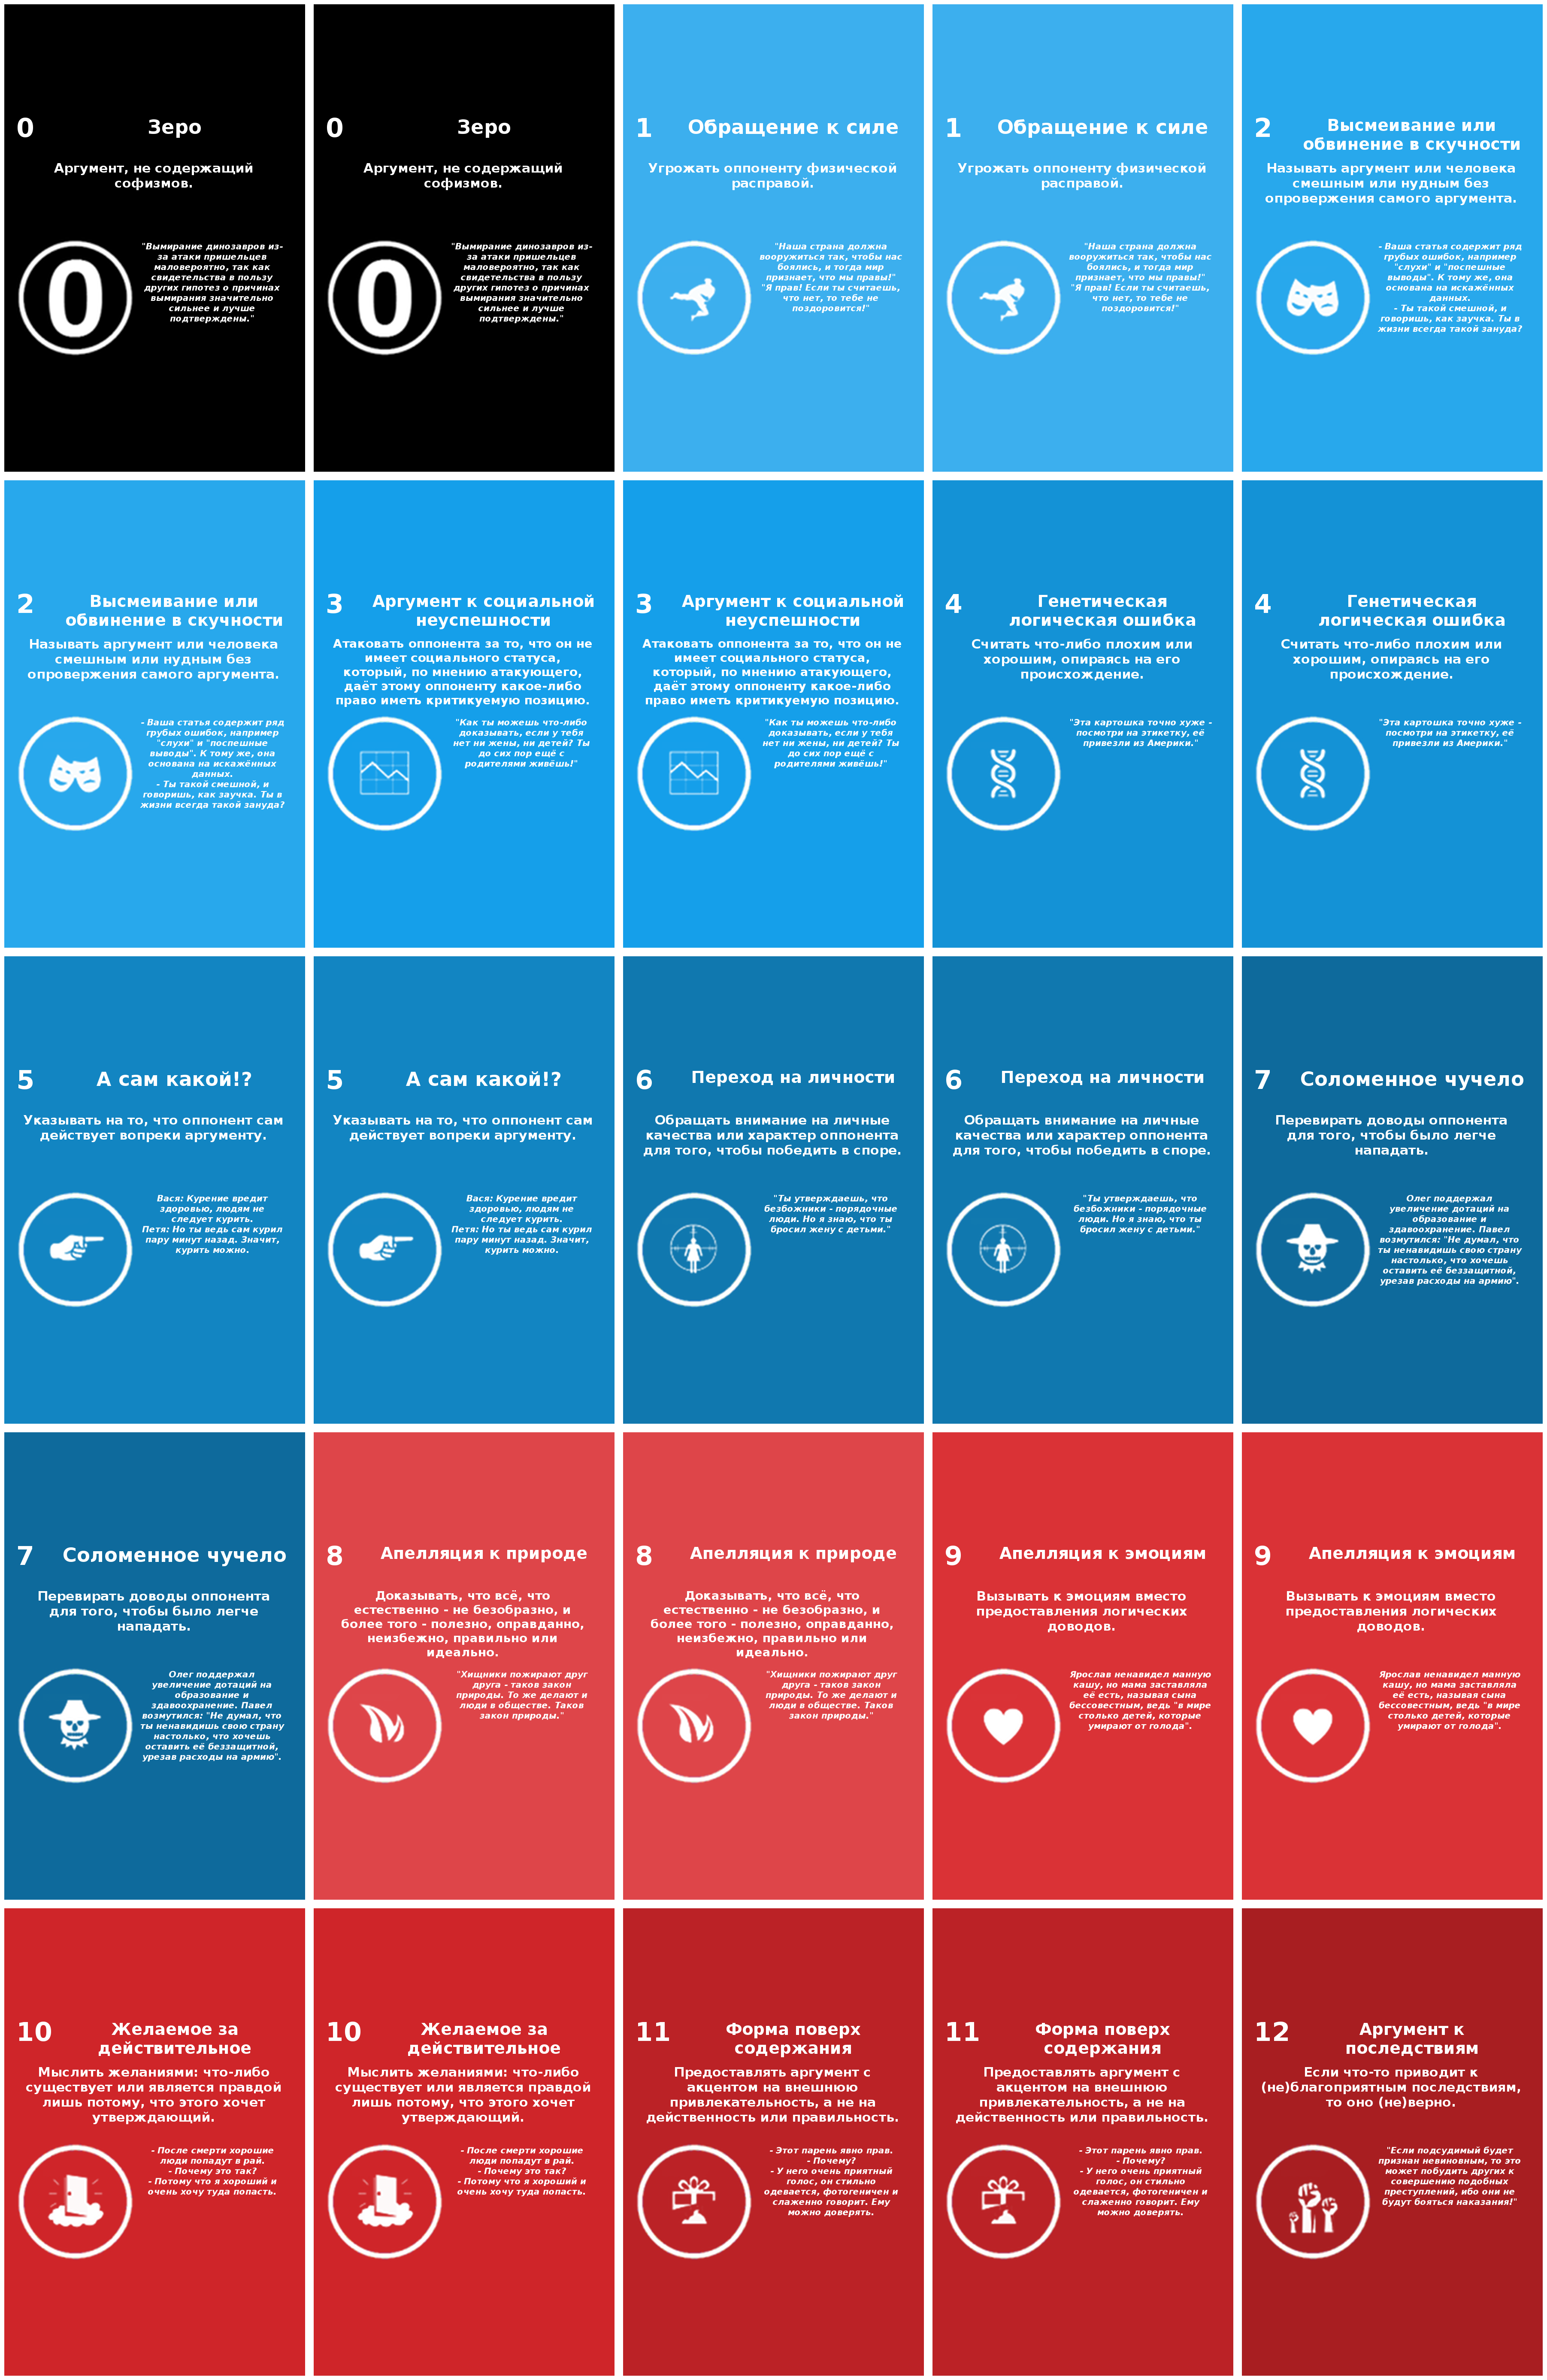 0
Зеро
Аргумент, не содержащий
софизмов.
0
"Вымирание динозавров из-
за атаки пришельцев
маловероятно, так как
свидетельства в пользу
других гипотез о причинах
вымирания значительно
сильнее и лучше
подтверждены."
0
Зеро
Аргумент, не содержащий
софизмов.
0
"Вымирание динозавров из-
за атаки пришельцев
маловероятно, так как
свидетельства в пользу
других гипотез о причинах
вымирания значительно
сильнее и лучше
подтверждены."
1
Обращение к силе
Угрожать оппоненту физической
расправой.
"Наша страна должна
вооружиться так, чтобы нас
боялись, и тогда мир
признает, что мы правы!"
"Я прав! Если ты считаешь,
что нет, то тебе не
поздоровится!"
1
Обращение к силе
Угрожать оппоненту физической
расправой.
"Наша страна должна
вооружиться так, чтобы нас
боялись, и тогда мир
признает, что мы правы!"
"Я прав! Если ты считаешь,
что нет, то тебе не
поздоровится!"
2
Высмеивание или
обвинение в скучности
Называть аргумент или человека
смешным или нудным без
опровержения самого аргумента.
- Ваша статья содержит ряд
грубых ошибок, например
"слухи" и "поспешные
выводы". К тому же, она
основана на искажённых
данных.
- Ты такой смешной, и
говоришь, как заучка. Ты в
жизни всегда такой зануда?
2
Высмеивание или
обвинение в скучности
Называть аргумент или человека
смешным или нудным без
опровержения самого аргумента.
- Ваша статья содержит ряд
грубых ошибок, например
"слухи" и "поспешные
выводы". К тому же, она
основана на искажённых
данных.
- Ты такой смешной, и
говоришь, как заучка. Ты в
жизни всегда такой зануда?
3
Аргумент к социальной
неуспешности
Атаковать оппонента за то, что он не
имеет социального статуса,
который, по мнению атакующего,
даёт этому оппоненту какое-либо
право иметь критикуемую позицию.
"Как ты можешь что-либо
доказывать, если у тебя
нет ни жены, ни детей? Ты
до сих пор ещё с
родителями живёшь!"
3
Аргумент к социальной
неуспешности
Атаковать оппонента за то, что он не
имеет социального статуса,
который, по мнению атакующего,
даёт этому оппоненту какое-либо
право иметь критикуемую позицию.
"Как ты можешь что-либо
доказывать, если у тебя
нет ни жены, ни детей? Ты
до сих пор ещё с
родителями живёшь!"
4
Генетическая
логическая ошибка
Считать что-либо плохим или
хорошим, опираясь на его
происхождение.
"Эта картошка точно хуже -
посмотри на этикетку, её
привезли из Америки."
4
Генетическая
логическая ошибка
Считать что-либо плохим или
хорошим, опираясь на его
происхождение.
"Эта картошка точно хуже -
посмотри на этикетку, её
привезли из Америки."
5
А сам какой!?
Указывать на то, что оппонент сам
действует вопреки аргументу.
Вася: Курение вредит
здоровью, людям не
следует курить.
Петя: Но ты ведь сам курил
пару минут назад. Значит,
курить можно.
5
А сам какой!?
Указывать на то, что оппонент сам
действует вопреки аргументу.
Вася: Курение вредит
здоровью, людям не
следует курить.
Петя: Но ты ведь сам курил
пару минут назад. Значит,
курить можно.
6
Переход на личности
Обращать внимание на личные
качества или характер оппонента
для того, чтобы победить в споре.
"Ты утверждаешь, что
безбожники - порядочные
люди. Но я знаю, что ты
бросил жену с детьми."
6
Переход на личности
Обращать внимание на личные
качества или характер оппонента
для того, чтобы победить в споре.
"Ты утверждаешь, что
безбожники - порядочные
люди. Но я знаю, что ты
бросил жену с детьми."
7
Соломенное чучело
Перевирать доводы оппонента
для того, чтобы было легче
нападать.
Олег поддержал
увеличение дотаций на
образование и
здавоохранение. Павел
возмутился: "Не думал, что
ты ненавидишь свою страну
настолько, что хочешь
оставить её беззащитной,
урезав расходы на армию".
7
Соломенное чучело
Перевирать доводы оппонента
для того, чтобы было легче
нападать.
Олег поддержал
увеличение дотаций на
образование и
здавоохранение. Павел
возмутился: "Не думал, что
ты ненавидишь свою страну
настолько, что хочешь
оставить её беззащитной,
урезав расходы на армию".
8
Апелляция к природе
Доказывать, что всё, что
естественно - не безобразно, и
более того - полезно, оправданно,
неизбежно, правильно или
идеально.
"Хищники пожирают друг
друга - таков закон
природы. То же делают и
люди в обществе. Таков
закон природы."
8
Апелляция к природе
Доказывать, что всё, что
естественно - не безобразно, и
более того - полезно, оправданно,
неизбежно, правильно или
идеально.
"Хищники пожирают друг
друга - таков закон
природы. То же делают и
люди в обществе. Таков
закон природы."
9
Апелляция к эмоциям
Вызывать к эмоциям вместо
предоставления логических
доводов.
Ярослав ненавидел манную
кашу, но мама заставляла
её есть, называя сына
бессовестным, ведь "в мире
столько детей, которые
умирают от голода".
9
Апелляция к эмоциям
Вызывать к эмоциям вместо
предоставления логических
доводов.
Ярослав ненавидел манную
кашу, но мама заставляла
её есть, называя сына
бессовестным, ведь "в мире
столько детей, которые
умирают от голода".
10
Желаемое за
действительное
Мыслить желаниями: что-либо
существует или является правдой
лишь потому, что этого хочет
утверждающий.
- После смерти хорошие
люди попадут в рай.
- Почему это так?
- Потому что я хороший и
очень хочу туда попасть.
10
Желаемое за
действительное
Мыслить желаниями: что-либо
существует или является правдой
лишь потому, что этого хочет
утверждающий.
- После смерти хорошие
люди попадут в рай.
- Почему это так?
- Потому что я хороший и
очень хочу туда попасть.
11
Форма поверх
содержания
Предоставлять аргумент с
акцентом на внешнюю
привлекательность, а не на
действенность или правильность.
- Этот парень явно прав.
- Почему?
- У него очень приятный
голос, он стильно
одевается, фотогеничен и
слаженно говорит. Ему
можно доверять.
11
Форма поверх
содержания
Предоставлять аргумент с
акцентом на внешнюю
привлекательность, а не на
действенность или правильность.
- Этот парень явно прав.
- Почему?
- У него очень приятный
голос, он стильно
одевается, фотогеничен и
слаженно говорит. Ему
можно доверять.
12
Аргумент к
последствиям
Если что-то приводит к
(не)благоприятным последствиям,
то оно (не)верно.
"Если подсудимый будет
признан невиновным, то это
может побудить других к
совершению подобных
преступлений, ибо они не
будут бояться наказания!"